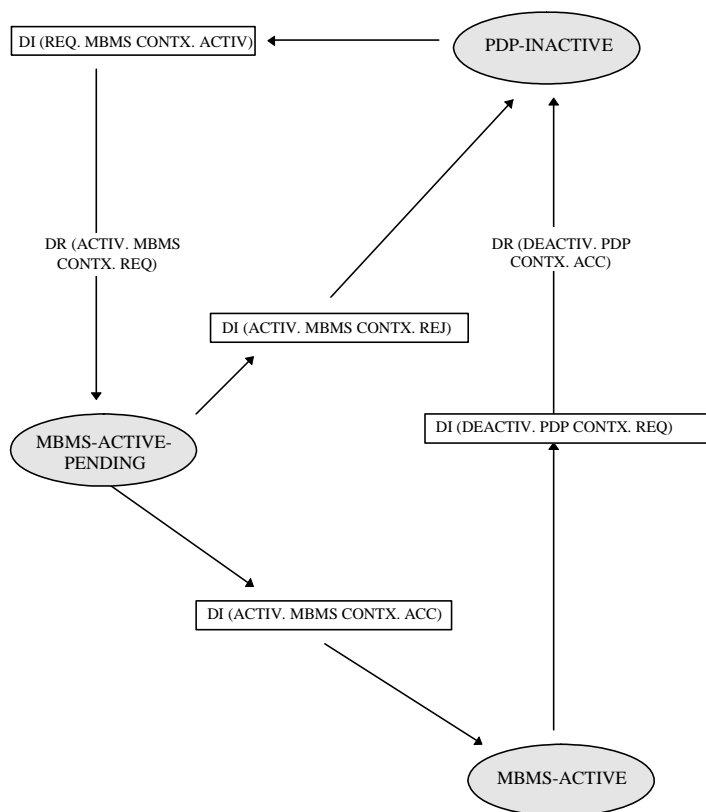 DI (REQ. MBMS CONTX. ACTIV)
PDP-INACTIVE
DR (ACTIV. MBMS
CONTX. REQ)
DR (DEACTIV. PDP
CONTX. ACC)
DI (ACTIV. MBMS CONTX. REJ)
MBMS-ACTIVE-
PENDING
DI (DEACTIV. PDP CONTX. REQ)
DI (ACTIV. MBMS CONTX. ACC)
MBMS-ACTIVE